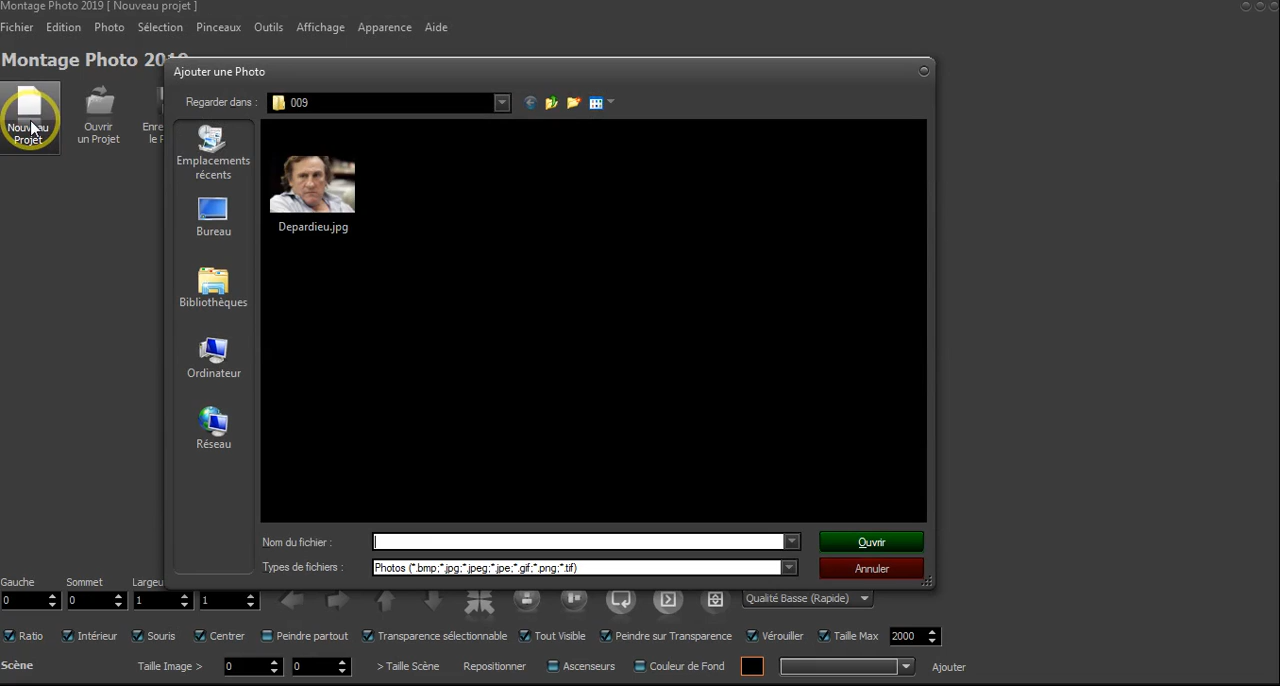 Montage Photo 2019 [ Nouveau projet ]
Fichier Edition Photo Sélection Pinceaux Outils Affichage Apparence Aide
Montage Photo
Ajouter une Photo
Regarder dans : 009
Nouveau
Projet
Ouvrir
un Projet
Emplacements
récents
Bureau
Bibliothèques
Ordinateur
Réseau
Depardieu.jpg
Nom du fichier : Ouvrir
Types de fichiers : Photos (*.bmp;*.jpg;*.jpeg;*.jpe;*.gif;*.png;*.tif) Annuler
Gauche Sommet
0 0 1 1 Qualité Basse (Rapide)
Ratio Intérieur Souris Centrer Peindre partout Transparence sélectionnable Tout Visible Peindre sur Transparence Vérouiller Taille Max 2000
Scène Taille Image > 0 0 > Taille Scène Repositionner Ascenseurs Couleur de Fond Ajouter